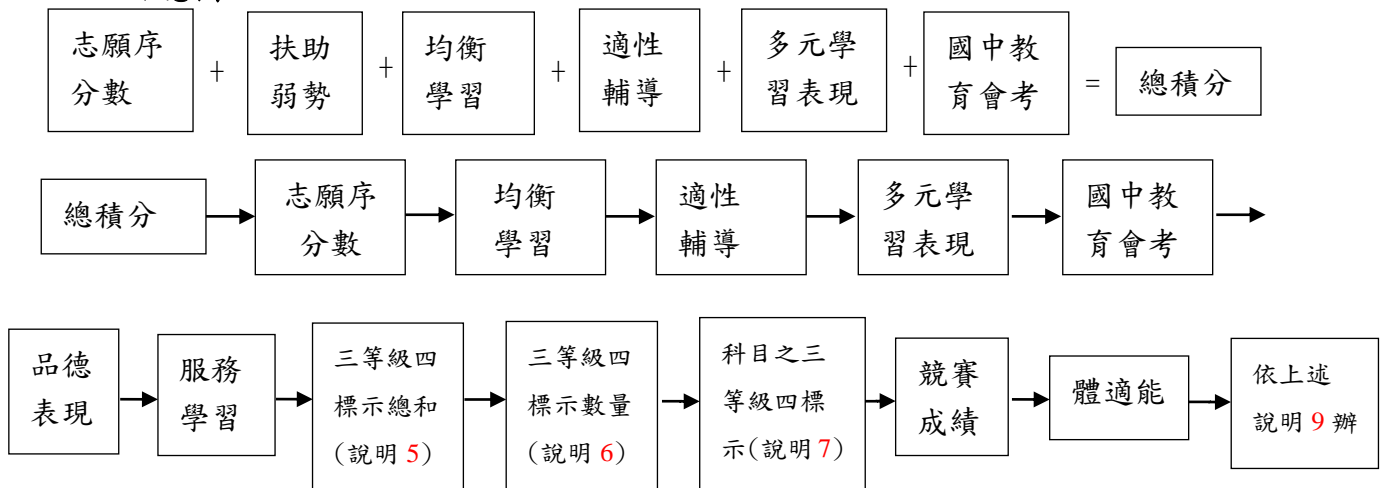 志願序 + 扶助 + 均衡 + 適性 + 多元學 + 國中教 = 總積分
分數 弱勢 學習 輔導 習表現 育會考
總積分 志願序 均衡 適性 多元學 國中教
分數 學習 輔導 習表現 育會考
品德 服務 三等級四 三等級四 科目之三 競賽 體適能 依上述
表現 學習 標示總和 標示數量 等級四標 成績 說明 9 辦
(說明 5) (說明 6) 示(說明 7)